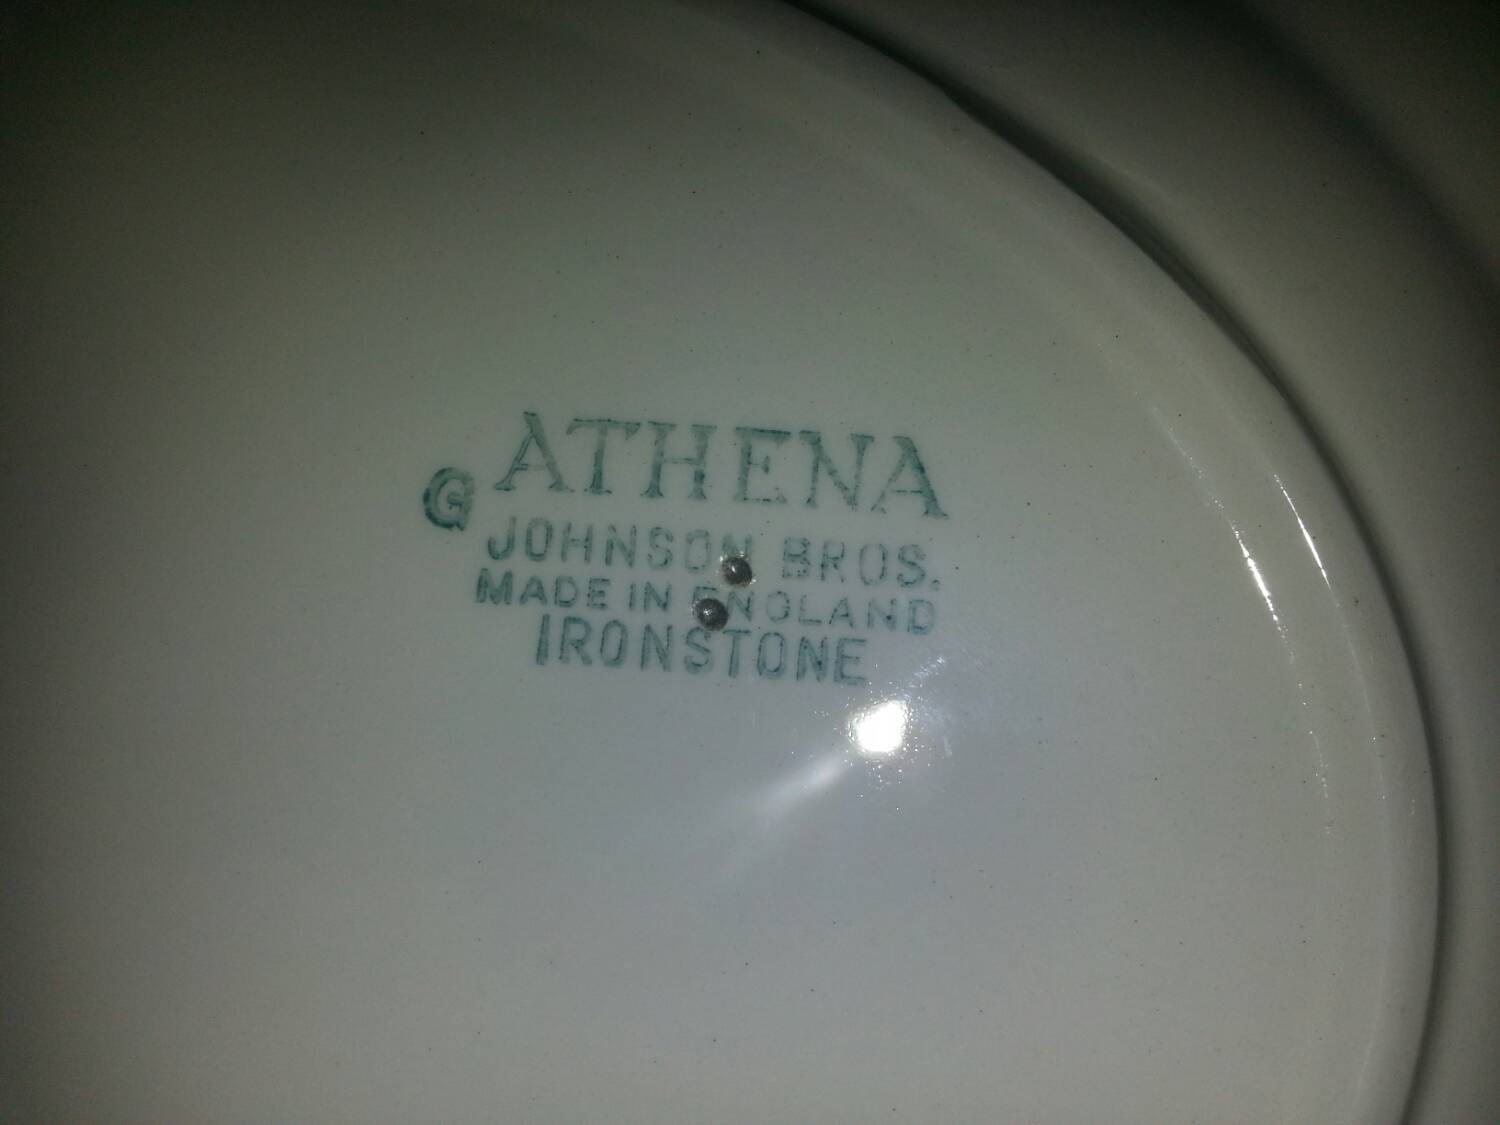 ATHENA
G
JOHNSON BROS.
MADE IN ENGLAND
IRONSTONE